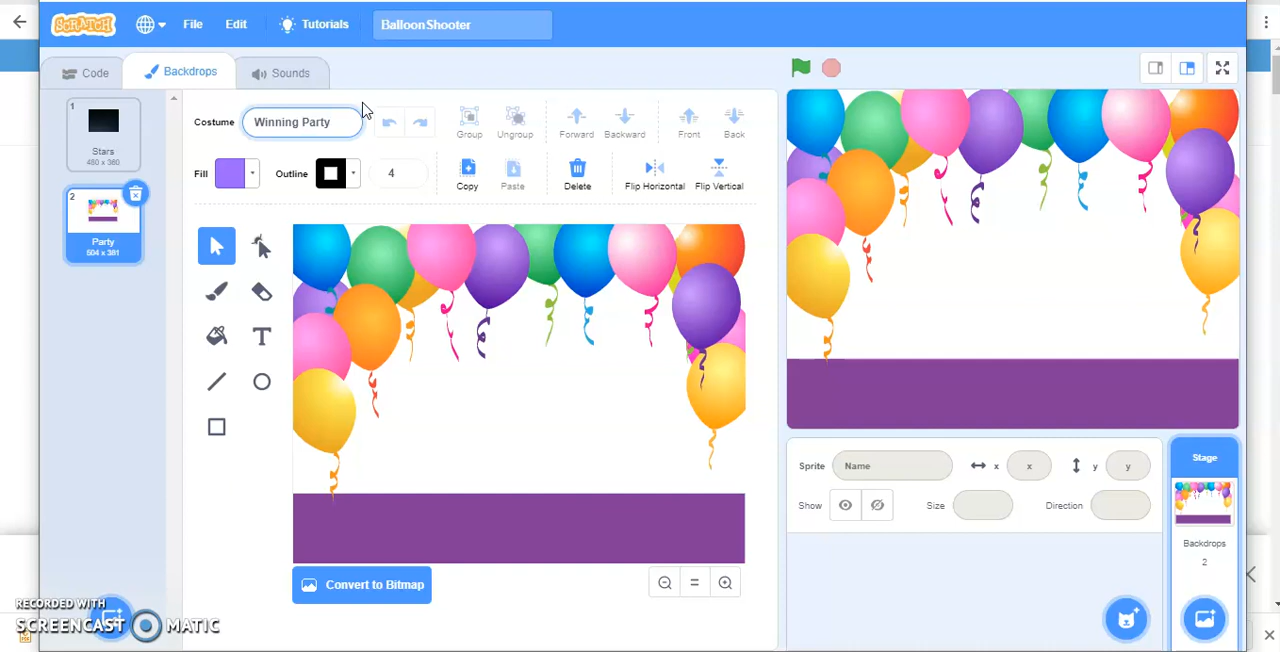 SCRATCH
File
Edit
Tutorials
BalloonShooter
Code
Backdrops
Sounds
1
Stars
480 x 360
2
Party
504 x 361
Costume
Winning Party
Group
Ungroup
Forward
Backward
Front
Back
Fill
Outline
4
Copy
Paste
Delete
Flip Horizontal
Flip Vertical
T
Convert to Bitmap
Sprite
Name
x
x
y
y
Show
Size
Direction
Stage
Backdrops
2
RECORDED WITH
SCREENCAST MATIC